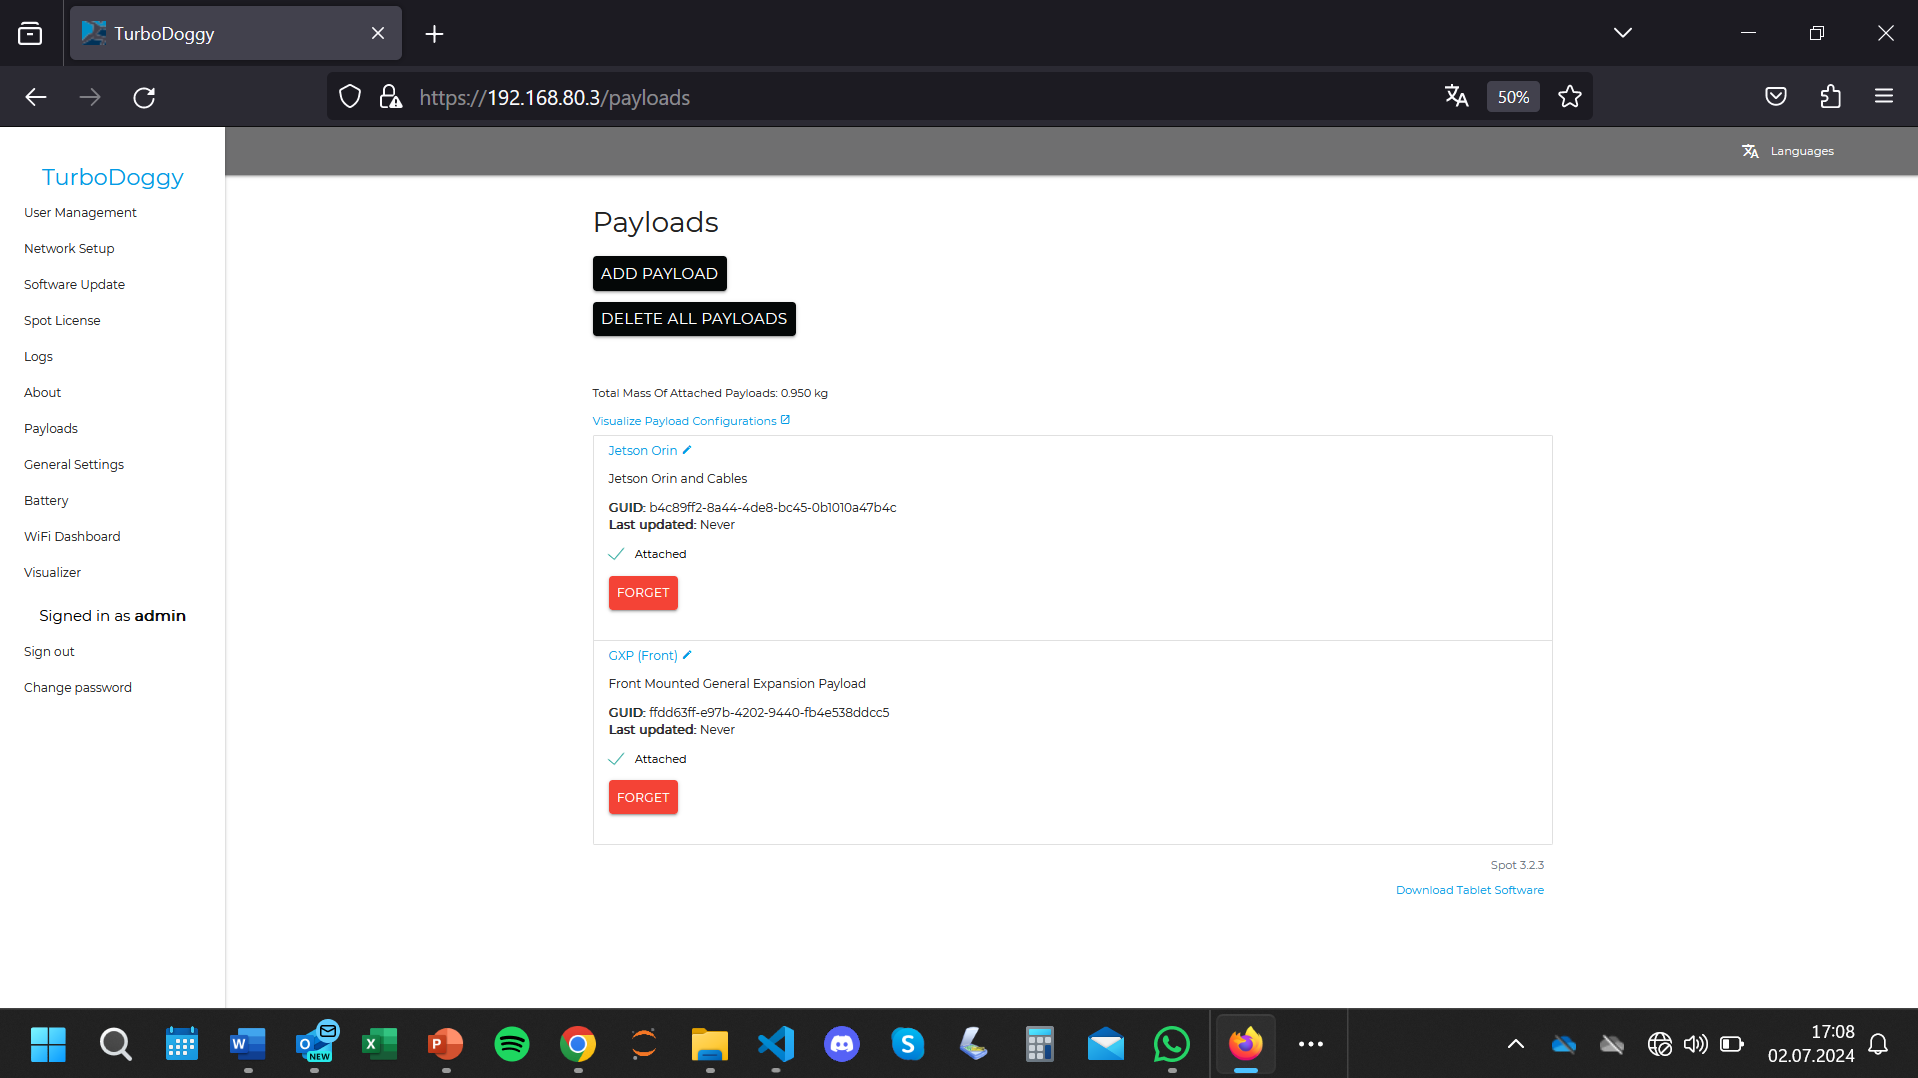 TurboDoggy
https://192.168.80.3/payloads
50%
Languages
TurboDoggy
User Management
Network Setup
Software Update
Spot License
Logs
About
Payloads
General Settings
Battery
WiFi Dashboard
Visualizer
Signed in as admin
Sign out
Change password
Payloads
ADD PAYLOAD
DELETE ALL PAYLOADS
Total Mass Of Attached Payloads: 0.950 kg
Visualize Payload Configurations
Jetson Orin
Jetson Orin and Cables
GUID: b4c89ff2-8a44-4de8-bc45-0b1010a47b4c
Last updated: Never
Attached
FORGET
GXP (Front)
Front Mounted General Expansion Payload
GUID: ffdd63ff-e97b-4202-9440-fb4e538ddcc5
Last updated: Never
Attached
FORGET
Spot 3.2.3
Download Tablet Software
W
O
NEW
X
P
S
17:08
02.07.2024